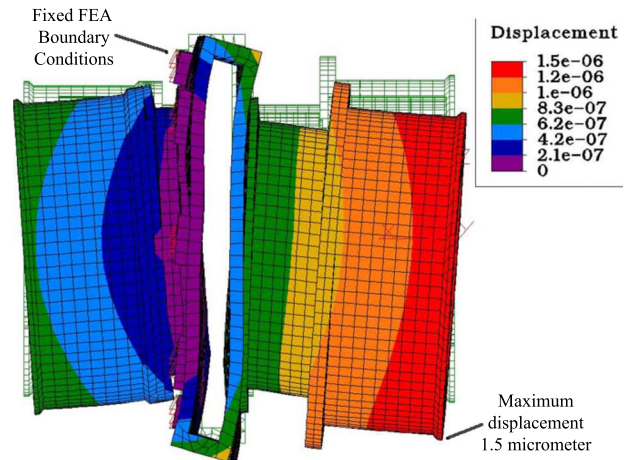 Fixed FEA
Boundary
Conditions
Displacement
1.5e-06
1.2e-06
1.e-06
8.3e-07
6.2e-07
4.2e-07
2.1e-07
0
Maximum
displacement
1.5 micrometer